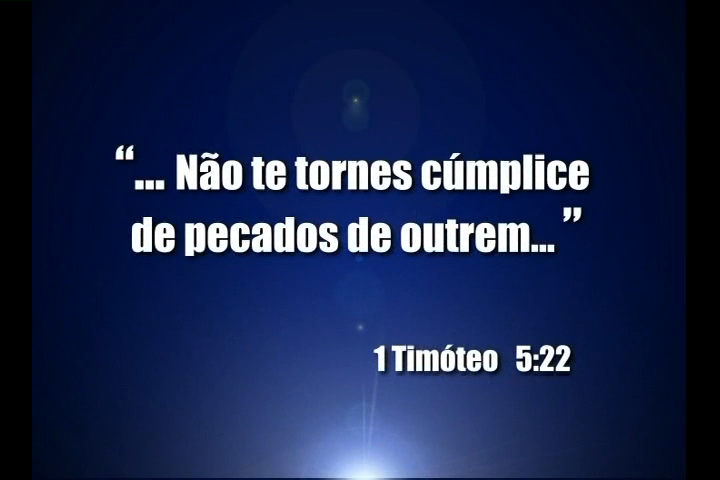 “... Não te tornes cúmplice
de pecados de outrem... ”
1 Timóteo 5:22